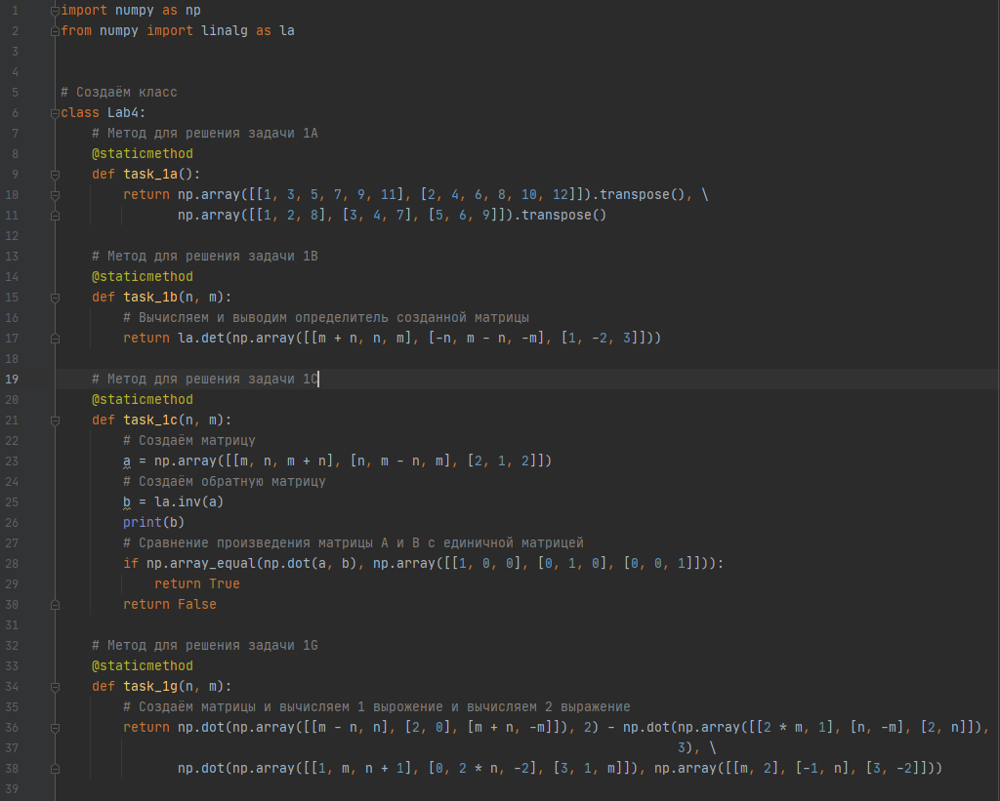 1 import numpy as np
2 from numpy import linalg as la
3
4
5 # Создаём класс
6 class Lab4:
7     # Метод для решения задачи 1А
8     @staticmethod
9     def task_1a():
10         return np.array([[1, 3, 5, 7, 9, 11], [2, 4, 6, 8, 10, 12]]).transpose(), \
11                np.array([[1, 2, 8], [3, 4, 7], [5, 6, 9]]).transpose()
12
13     # Метод для решения задачи 1В
14     @staticmethod
15     def task_1b(n, m):
16         # Вычисляем и выводим определитель созданной матрицы
17         return la.det(np.array([[m + n, n, m], [-n, m - n, -m], [1, -2, 3]]))
18
19     # Метод для решения задачи 1С
20     @staticmethod
21     def task_1c(n, m):
22         # Создаём матрицу
23         a = np.array([[m, n, m + n], [n, m - n, m], [2, 1, 2]])
24         # Создаём обратную матрицу
25         b = la.inv(a)
26         print(b)
27         # Сравнение произведения матрицы А и В с единичной матрицей
28         if np.array_equal(np.dot(a, b), np.array([[1, 0, 0], [0, 1, 0], [0, 0, 1]])):
29             return True
30         return False
31
32     # Метод для решения задачи 1G
33     @staticmethod
34     def task_1g(n, m):
35         # Создаём матрицы и вычисляем 1 вырожение и вычисляем 2 выражение
36         return np.dot(np.array([[m - n, n], [2, 0], [m + n, -m]]), 2) - np.dot(np.array([[2 * m, 1], [n, -m], [2, n]]),
37                                                                                3), \
38                np.dot(np.array([[1, m, n + 1], [0, 2 * n, -2], [3, 1, m]]), np.array([[m, 2], [-1, n], [3, -2]]))
39